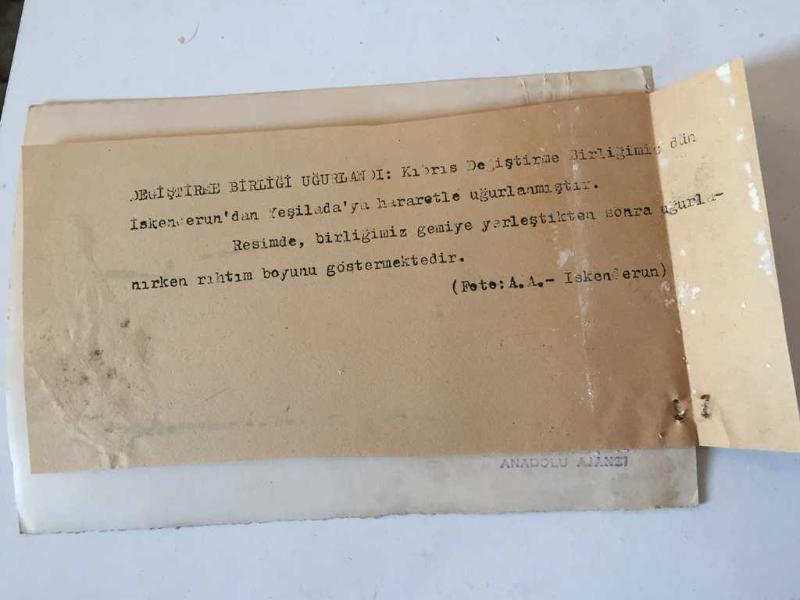 DEĞİŞTİRME BİRLİĞİ UĞURLANDI: Kıbrıs Değiştirme Birliğimiz dün
İskenderun'dan Yeşilada'ya hararetle uğurlanmıştır.
Resimde, birliğimiz gemiye yerleştikten sonra uğurla-
nırken rıhtım boyunu göstermektedir.
(Foto: A.A.- İskenderun)
ANADOLU AJANSI